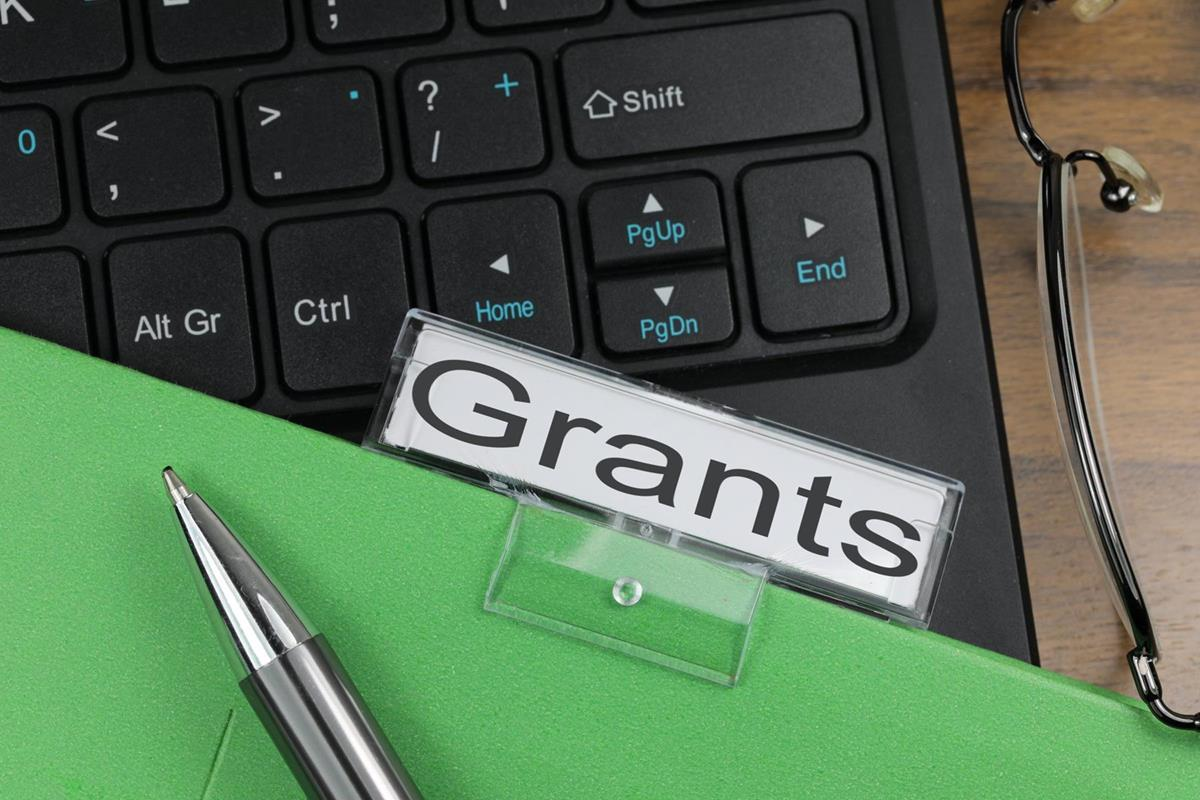 K
;
0
<
,
>
.
? +
/
Shift
Alt Gr
Ctrl
Home
PgUp
PgDn
End
Grants